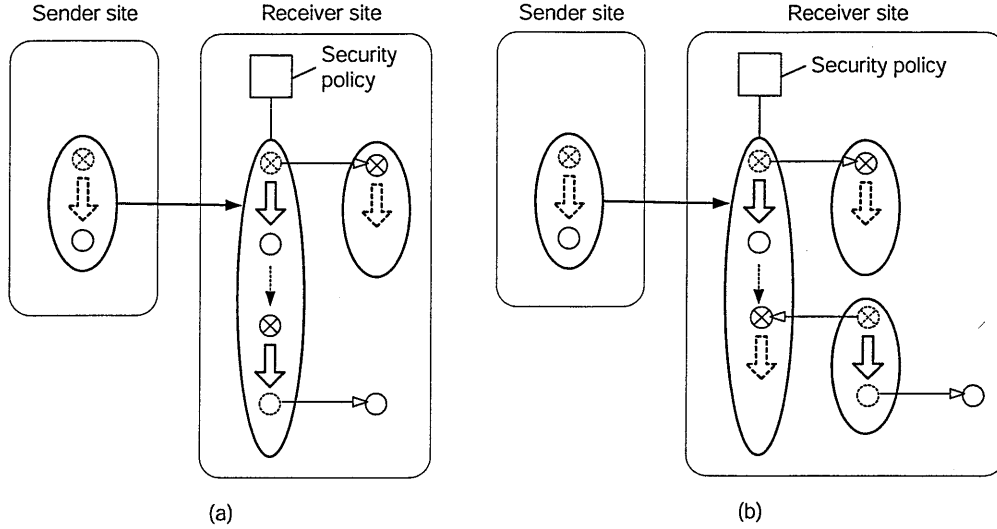 Sender site
Receiver site
Security
policy
(a)
Sender site
Receiver site
Security policy
(b)